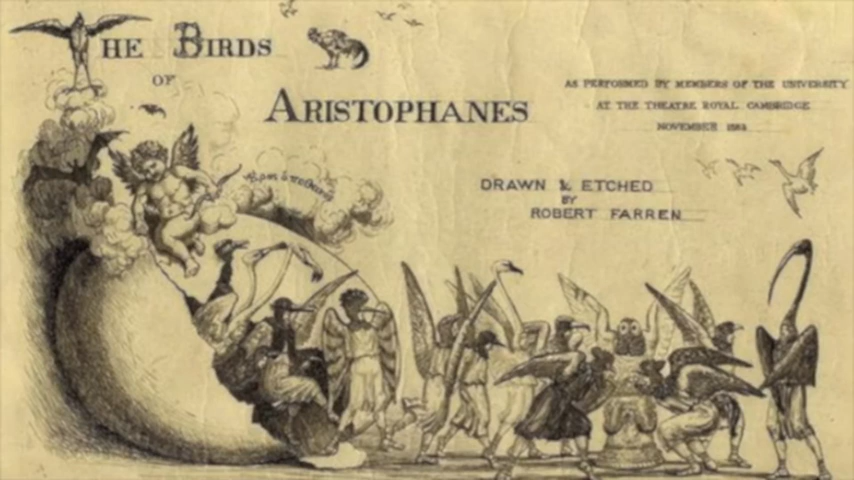 THE BIRDS
OF
ARISTOPHANES
AS PERFORMED BY MEMBERS OF THE UNIVERSITY
AT THE THEATRE ROYAL CAMBRIDGE
NOVEMBER 1883
DRAWN & ETCHED
BY
ROBERT FARREN